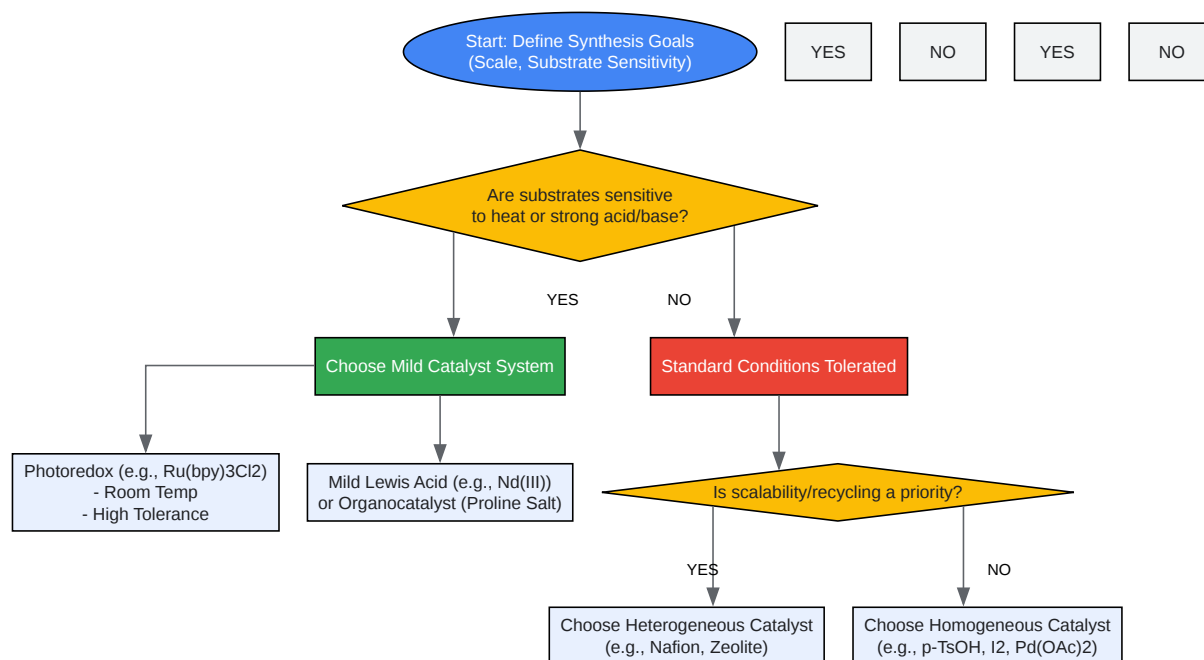 Start: Define Synthesis Goals
(Scale, Substrate Sensitivity)
YES
NO
YES
NO
Are substrates sensitive
to heat or strong acid/base?
YES
NO
Choose Mild Catalyst System
Standard Conditions Tolerated
Photoredox (e.g., Ru(bpy)3Cl2)
- Room Temp
- High Tolerance
Mild Lewis Acid (e.g., Nd(III))
or Organocatalyst (Proline Salt)
Is scalability/recycling a priority?
YES
NO
Choose Heterogeneous Catalyst
(e.g., Nafion, Zeolite)
Choose Homogeneous Catalyst
(e.g., p-TsOH, I2, Pd(OAc)2)